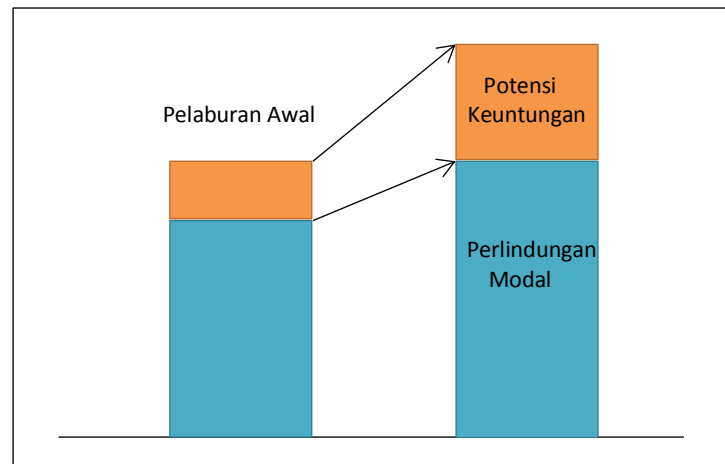 Pelaburan Awal
Potensi
Keuntungan
Perlindungan
Modal